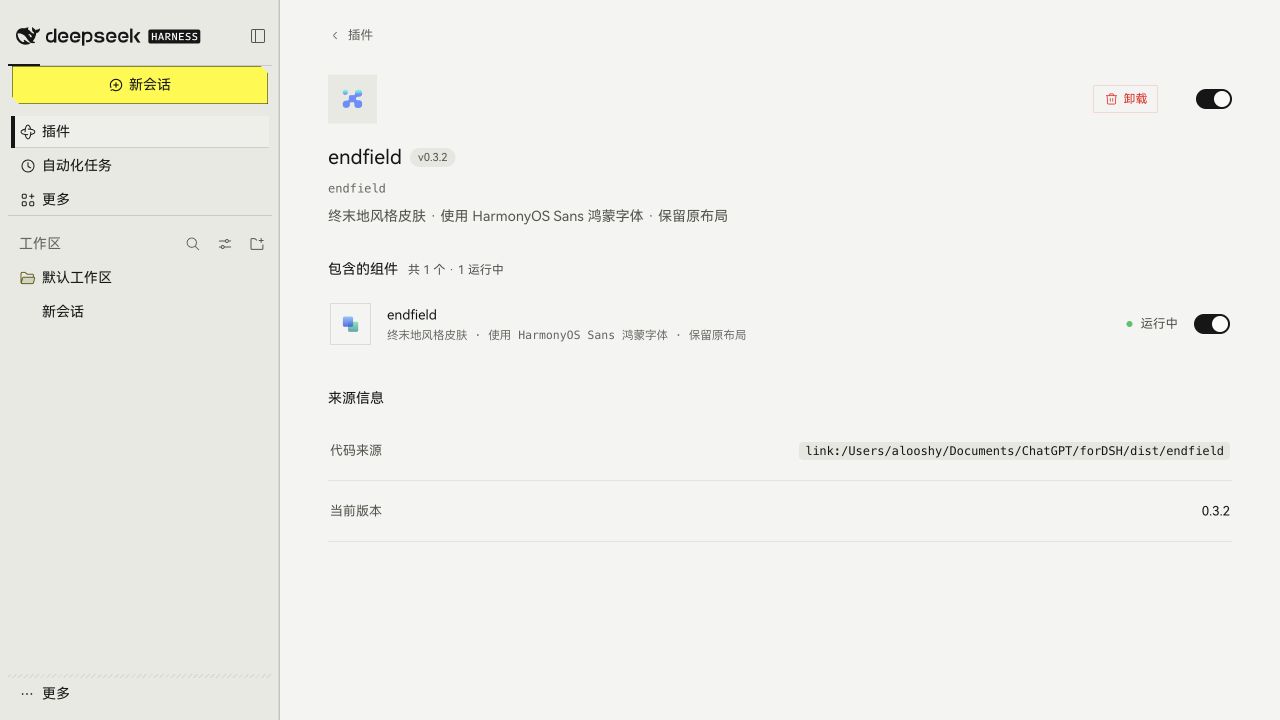 deepseek HARNESS
新会话
插件
自动化任务
更多
工作区
默认工作区
新会话
更多
插件
卸载
endfield v0.3.2
endfield
终末地风格皮肤 · 使用 HarmonyOS Sans 鸿蒙字体 · 保留原布局
包含的组件 共 1 个 · 1 运行中
endfield
终末地风格皮肤 · 使用 HarmonyOS Sans 鸿蒙字体 · 保留原布局
运行中
来源信息
代码来源 link:/Users/alooshy/Documents/ChatGPT/forDSH/dist/endfield
当前版本 0.3.2